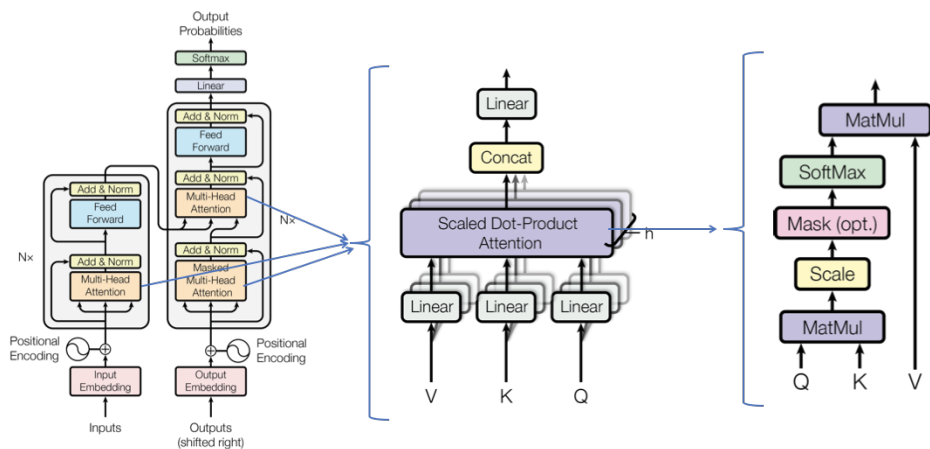 Output
Probabilities
Softmax
Linear
Add & Norm
Feed
Forward
Add & Norm
Multi-Head
Attention
Add & Norm
Masked
Multi-Head
Attention
Nx
Add & Norm
Feed
Forward
Nx
Add & Norm
Multi-Head
Attention
Positional
Encoding
Positional
Encoding
Input
Embedding
Output
Embedding
Inputs
Outputs
(shifted right)
Linear
Concat
Scaled Dot-Product
Attention
h
Linear
Linear
Linear
V
K
Q
MatMul
SoftMax
Mask (opt.)
Scale
MatMul
Q
K
V